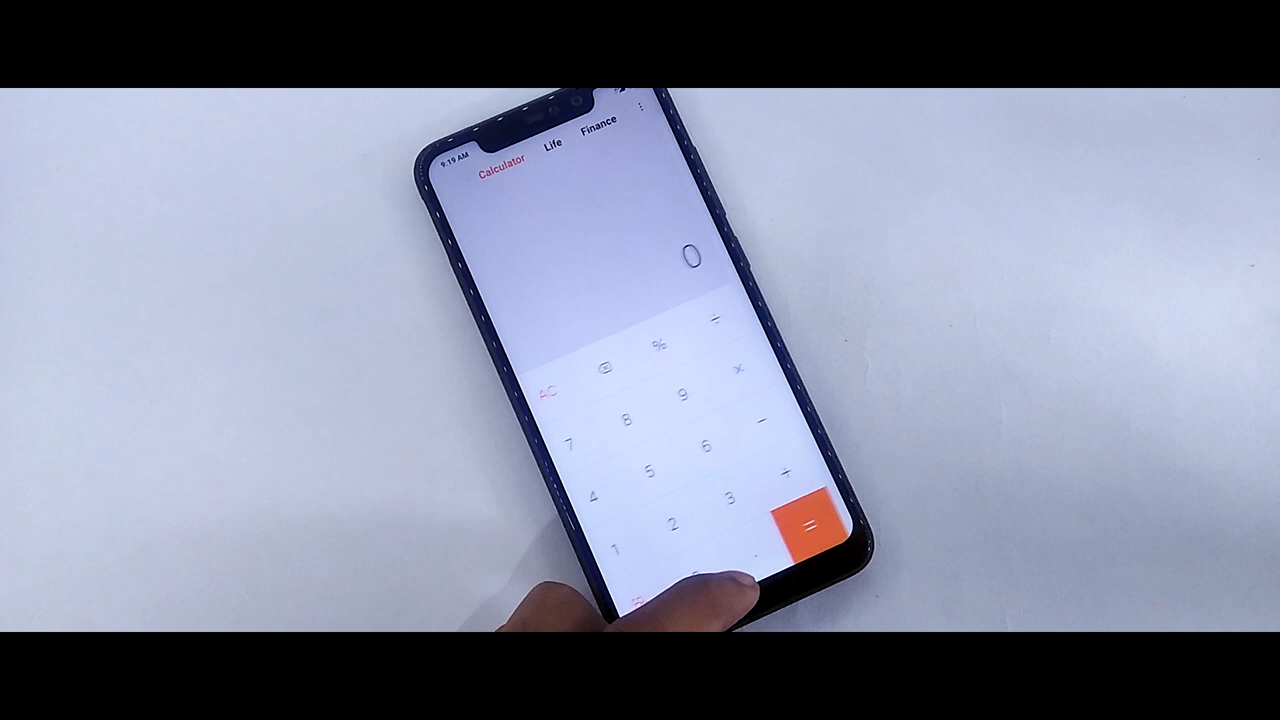 9:19 AM
Calculator Life Finance
0
AC % ÷
7 8 9 ×
4 5 6 −
1 2 3 +
. =